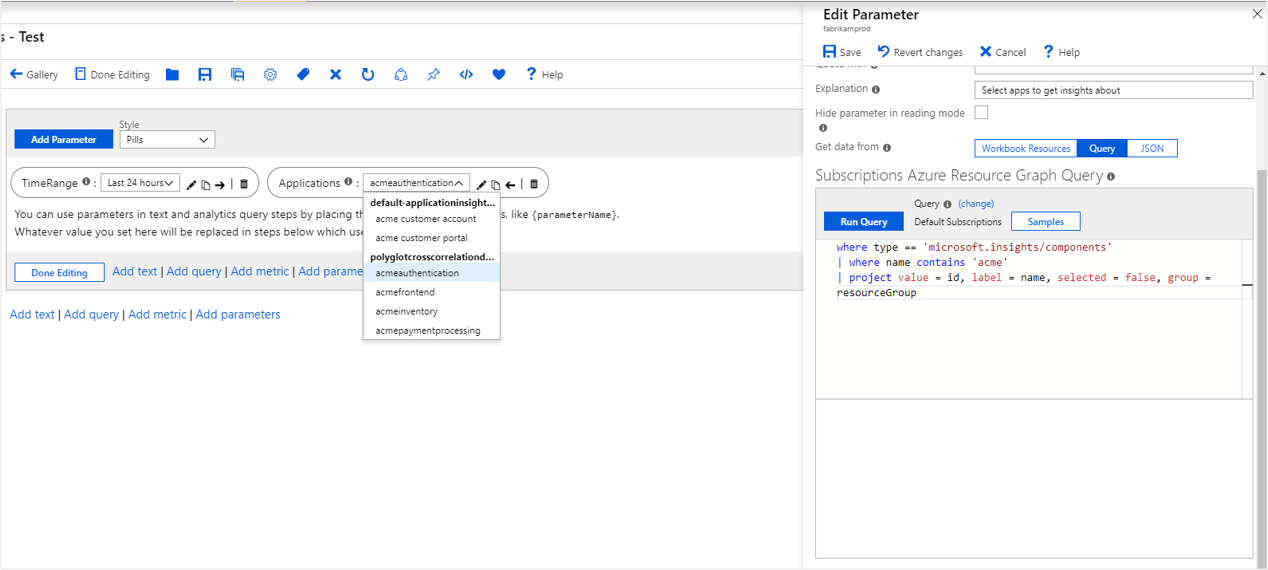 s - Test
Gallery
Done Editing
Help
Add Parameter
Style
Pills
TimeRange :
Last 24 hours
Applications :
acmeauthentication
default-applicationinsight...
acme customer account
acme customer portal
polyglotcrosscorrelationd...
acmeauthentication
acmefrontend
acmeinventory
acmepaymentprocessing
You can use parameters in text and analytics query steps by placing th s, like {parameterName}.
Whatever value you set here will be replaced in steps below which use
Done Editing
Add text | Add query | Add metric | Add parame
Add text | Add query | Add metric | Add parameters
Edit Parameter
fabrikamprod
Save
Revert changes
Cancel
Help
Explanation
Select apps to get insights about
Hide parameter in reading mode
Get data from
Workbook Resources
Query
JSON
Subscriptions Azure Resource Graph Query
Run Query
Query (change)
Default Subscriptions
Samples
where type == 'microsoft.insights/components'
| where name contains 'acme'
| project value = id, label = name, selected = false, group =
resourceGroup